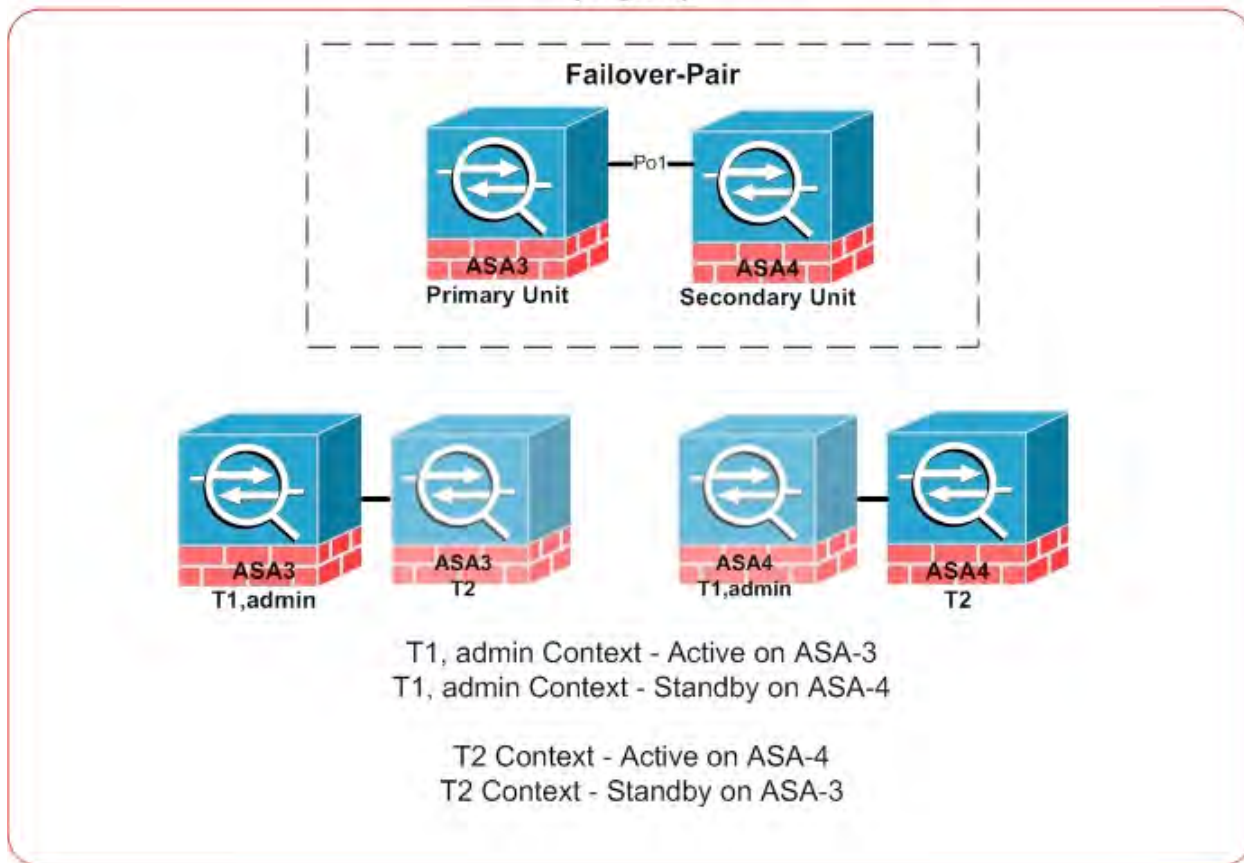 Failover-Pair
Po1
ASA3
Primary Unit
ASA4
Secondary Unit
ASA3
T1,admin
ASA3
T2
ASA4
T1,admin
ASA4
T2
T1, admin Context - Active on ASA-3
T1, admin Context - Standby on ASA-4
T2 Context - Active on ASA-4
T2 Context - Standby on ASA-3